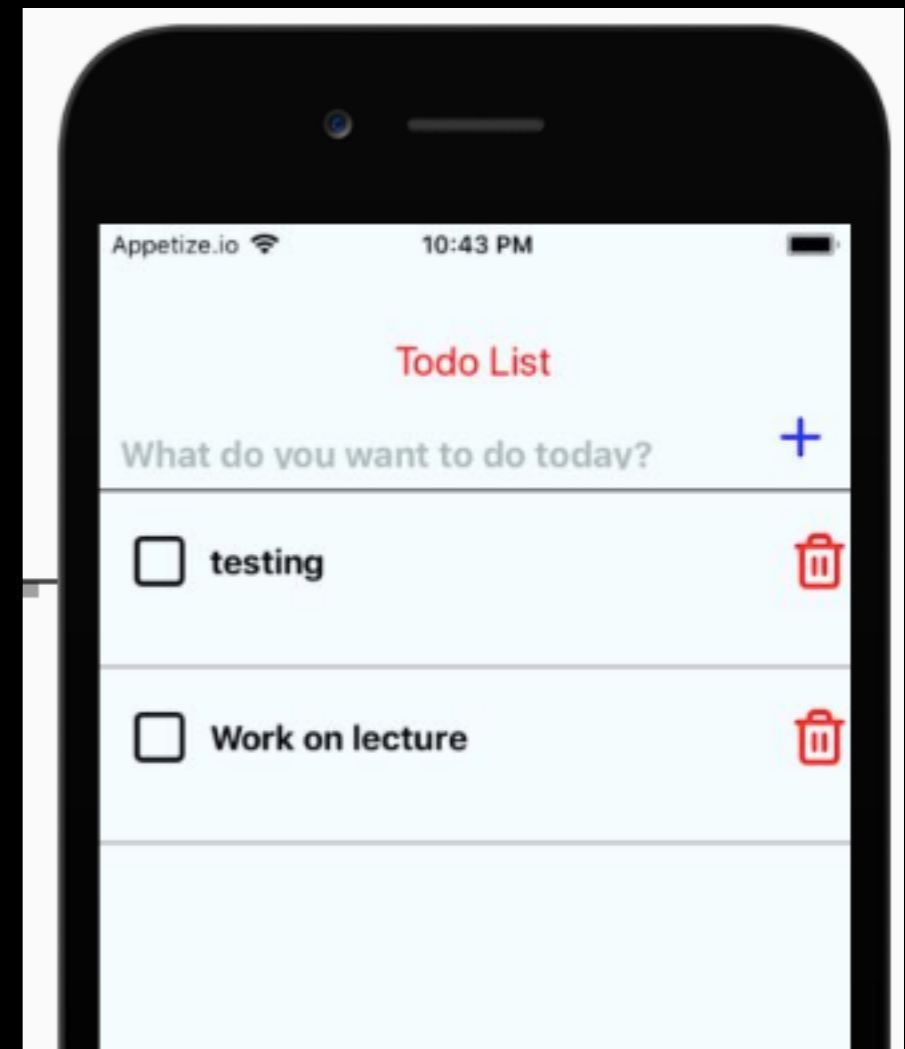 Appetize.io 10:43 PM
Todo List
What do you want to do today?
testing
Work on lecture